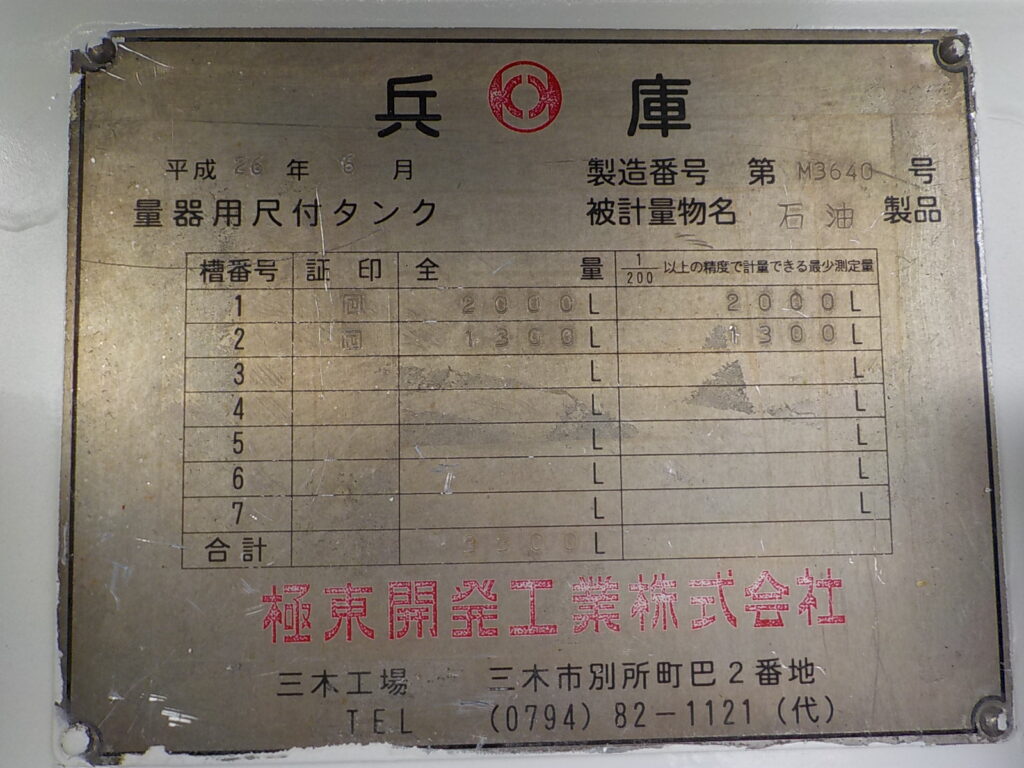 兵 庫
平成 26 年 6 月 製造番号 第 M3640 号
量器用尺付タンク 被計量物名 石油 製品
槽番号 証印 全量 1/200 以上の精度で計量できる最少測定量
1 2000 L 2000 L
2 1300 L 1300 L
3 L L
4 L L
5 L L
6 L L
7 L L
合計 3300 L
極東開発工業株式会社
三木工場 三木市別所町巴2番地
TEL (0794) 82-1121 (代)